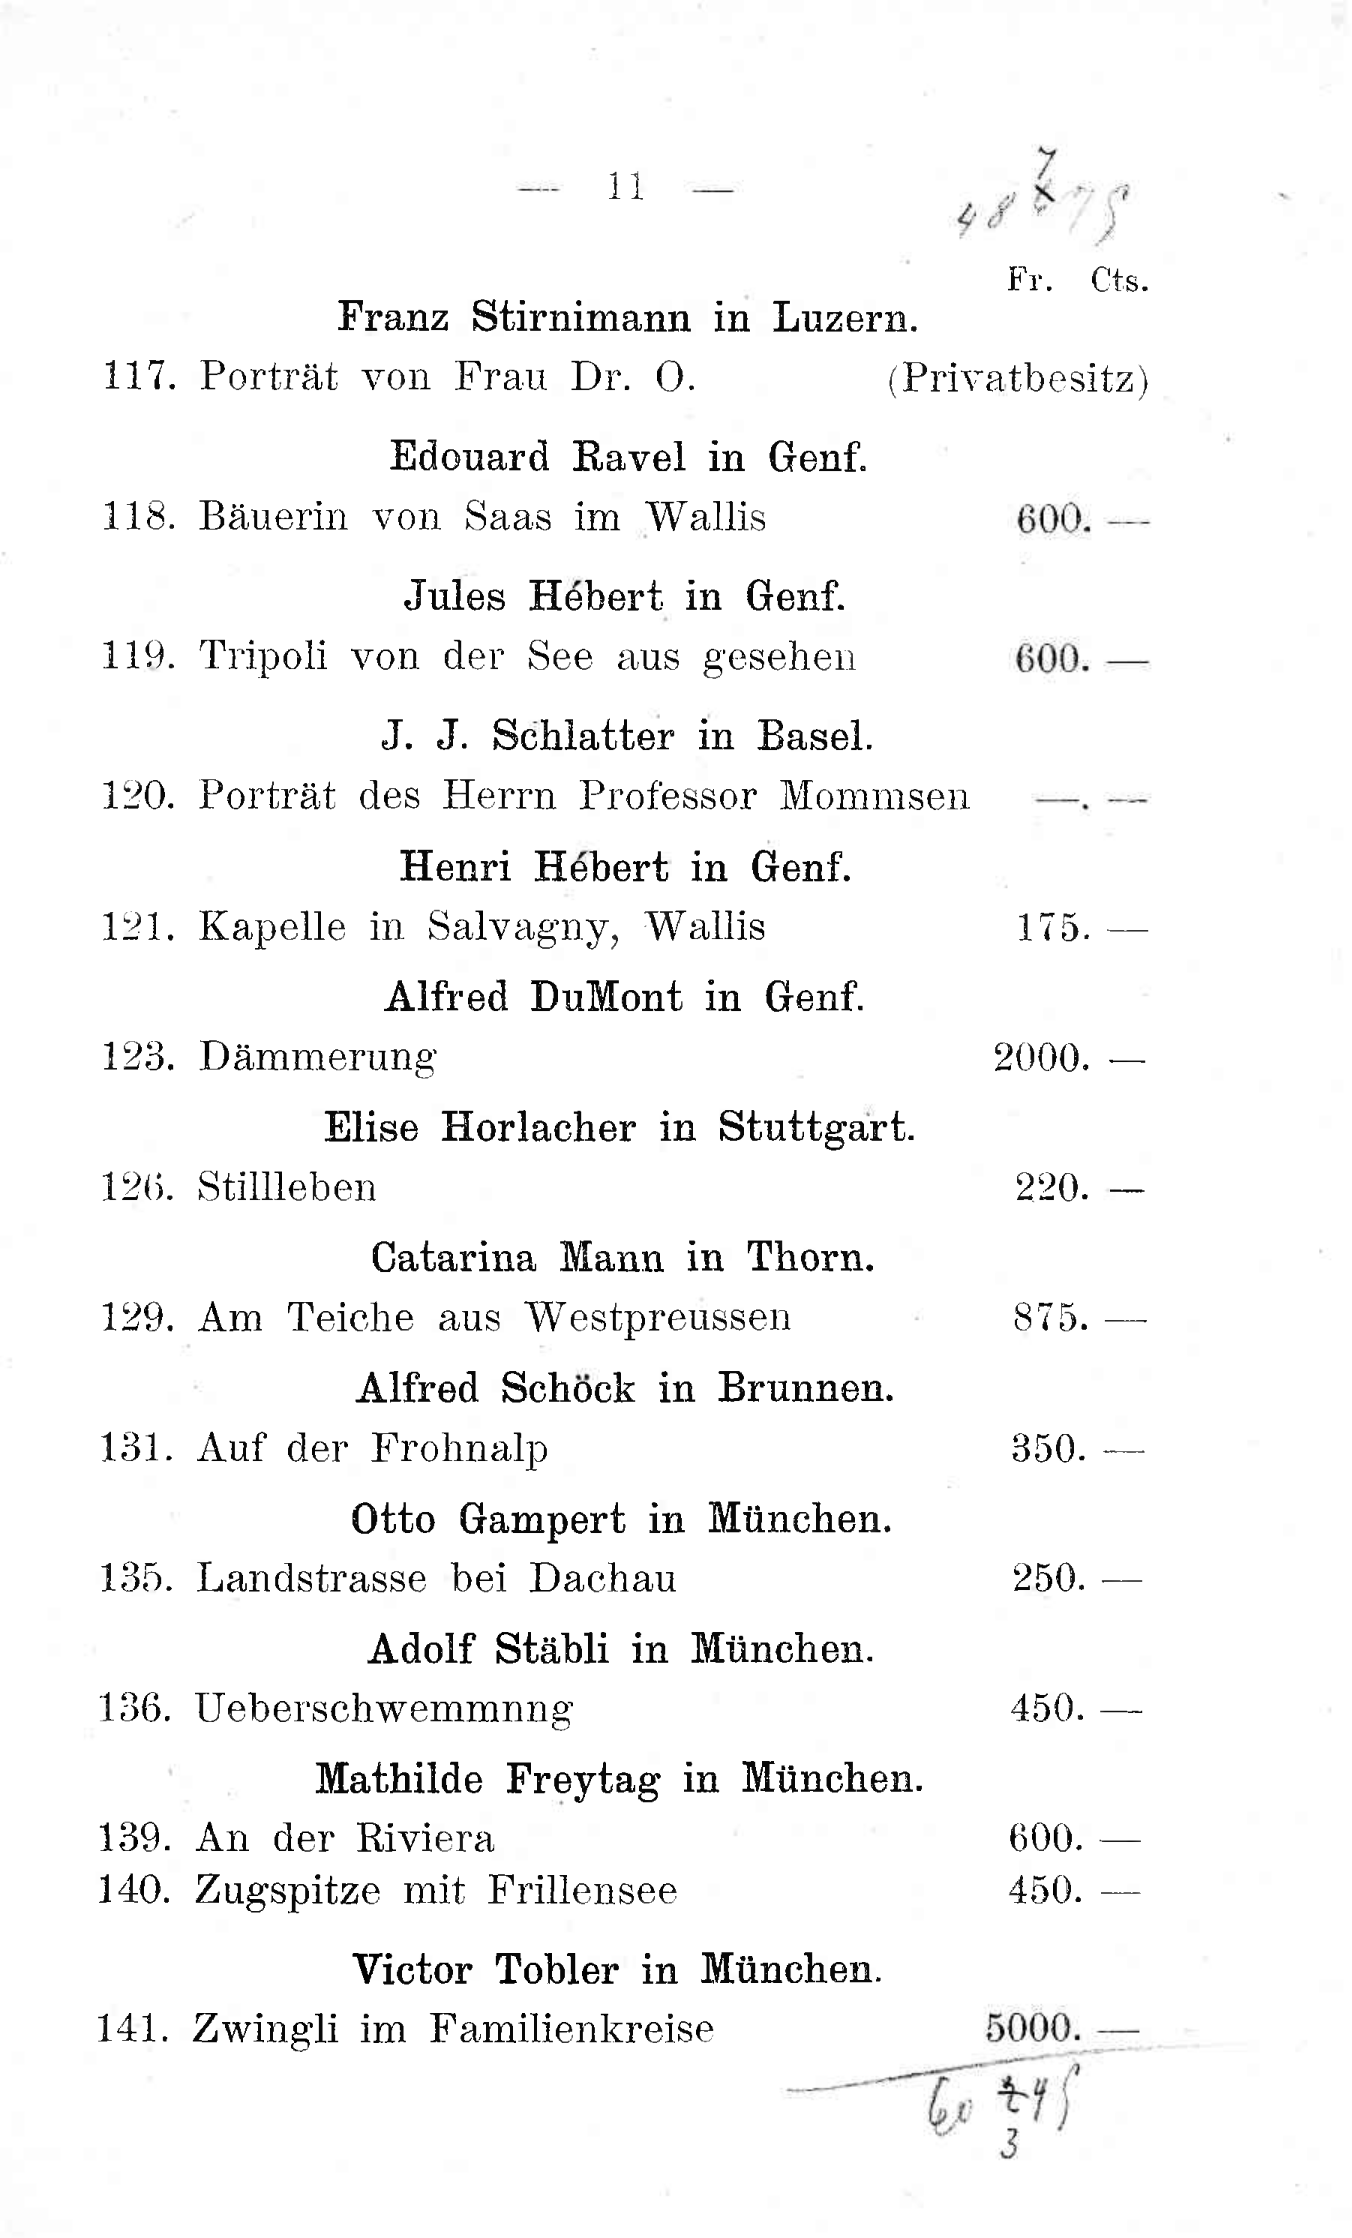 — 11 —
7
48675
Fr. Cts.
Franz Stirnimann in Luzern.
117. Porträt von Frau Dr. O. (Privatbesitz)
Edouard Ravel in Genf.
118. Bäuerin von Saas im Wallis 600. —
Jules Hébert in Genf.
119. Tripoli von der See aus gesehen 600. —
J. J. Schlatter in Basel.
120. Porträt des Herrn Professor Mommsen —. —
Henri Hébert in Genf.
121. Kapelle in Salvagny, Wallis 175. —
Alfred DuMont in Genf.
123. Dämmerung 2000. —
Elise Horlacher in Stuttgart.
126. Stillleben 220. —
Catarina Mann in Thorn.
129. Am Teiche aus Westpreussen 875. —
Alfred Schöck in Brunnen.
131. Auf der Frohnalp 350. —
Otto Gampert in München.
135. Landstrasse bei Dachau 250. —
Adolf Stäbli in München.
136. Ueberschwemmnng 450. —
Mathilde Freytag in München.
139. An der Riviera 600. —
140. Zugspitze mit Frillensee 450. —
Victor Tobler in München.
141. Zwingli im Familienkreise 5000. —
60245
3